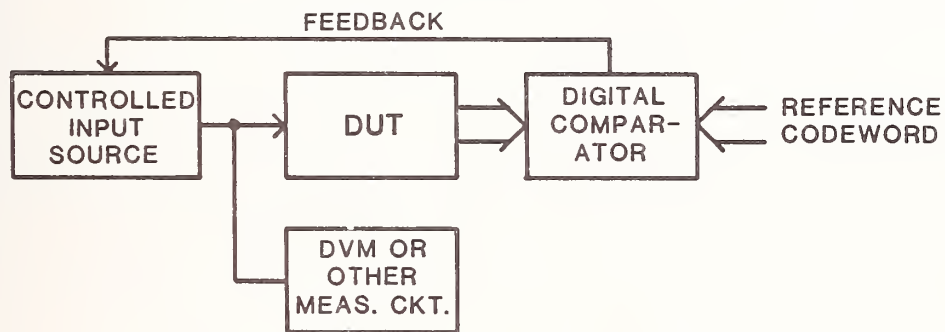 FEEDBACK
CONTROLLED
INPUT
SOURCE
DUT
DIGITAL
COMPAR-
ATOR
REFERENCE
CODEWORD
DVM OR
OTHER
MEAS. CKT.